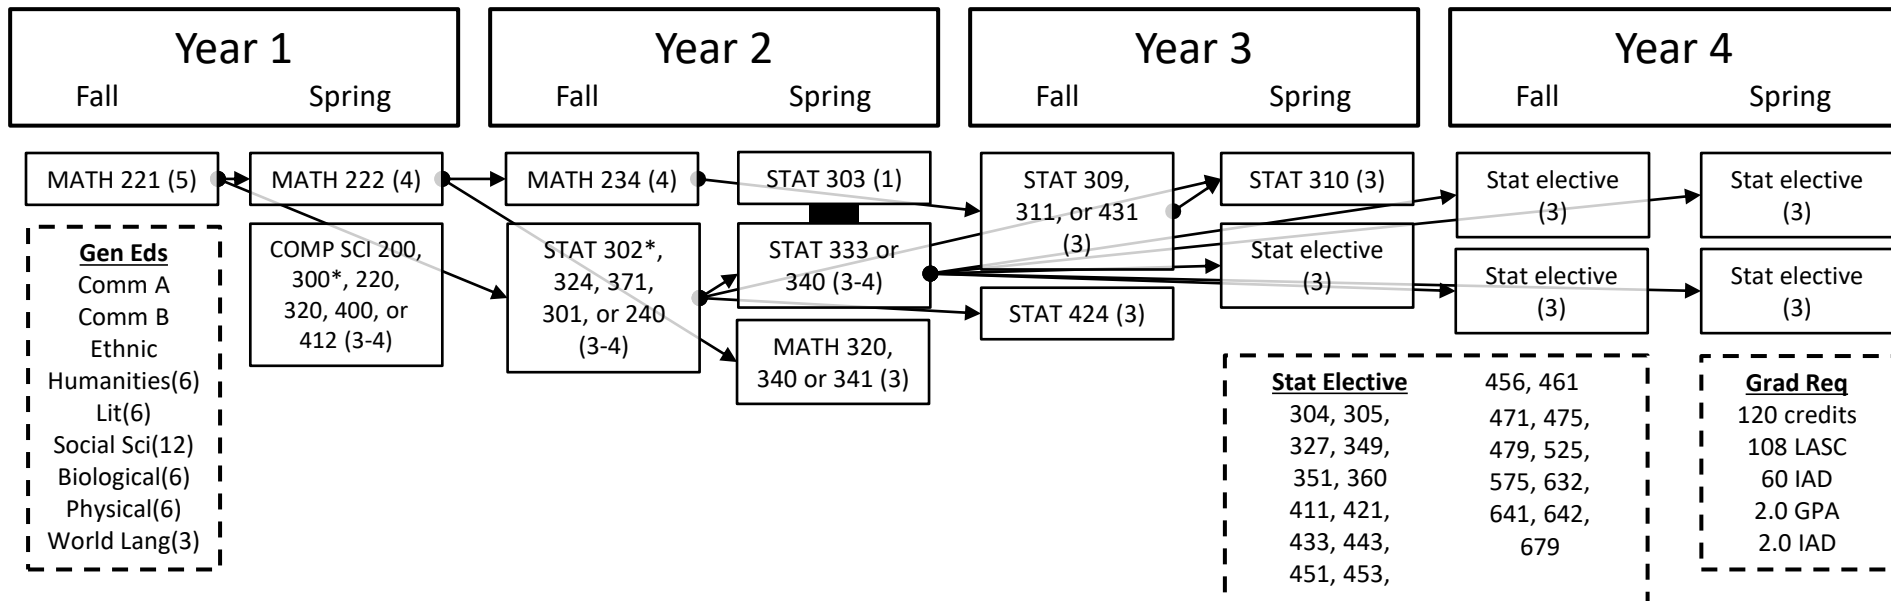 Year 1
Fall Spring
Year 2
Fall Spring
Year 3
Fall Spring
Year 4
Fall Spring
MATH 221 (5)
Gen Eds
Comm A
Comm B
Ethnic
Humanities(6)
Lit(6)
Social Sci(12)
Biological(6)
Physical(6)
World Lang(3)
MATH 222 (4)
COMP SCI 200,
300*, 220,
320, 400, or
412 (3-4)
MATH 234 (4)
STAT 302*,
324, 371,
301, or 240
(3-4)
STAT 303 (1)
STAT 333 or
340 (3-4)
MATH 320,
340 or 341 (3)
STAT 309,
311, or 431
(3)
STAT 424 (3)
STAT 310 (3)
Stat elective
(3)
Stat elective
(3)
Stat elective
(3)
Stat elective
(3)
Stat elective
(3)
Stat Elective
304, 305,
327, 349,
351, 360
411, 421,
433, 443,
451, 453,
456, 461
471, 475,
479, 525,
575, 632,
641, 642,
679
Grad Req
120 credits
108 LASC
60 IAD
2.0 GPA
2.0 IAD